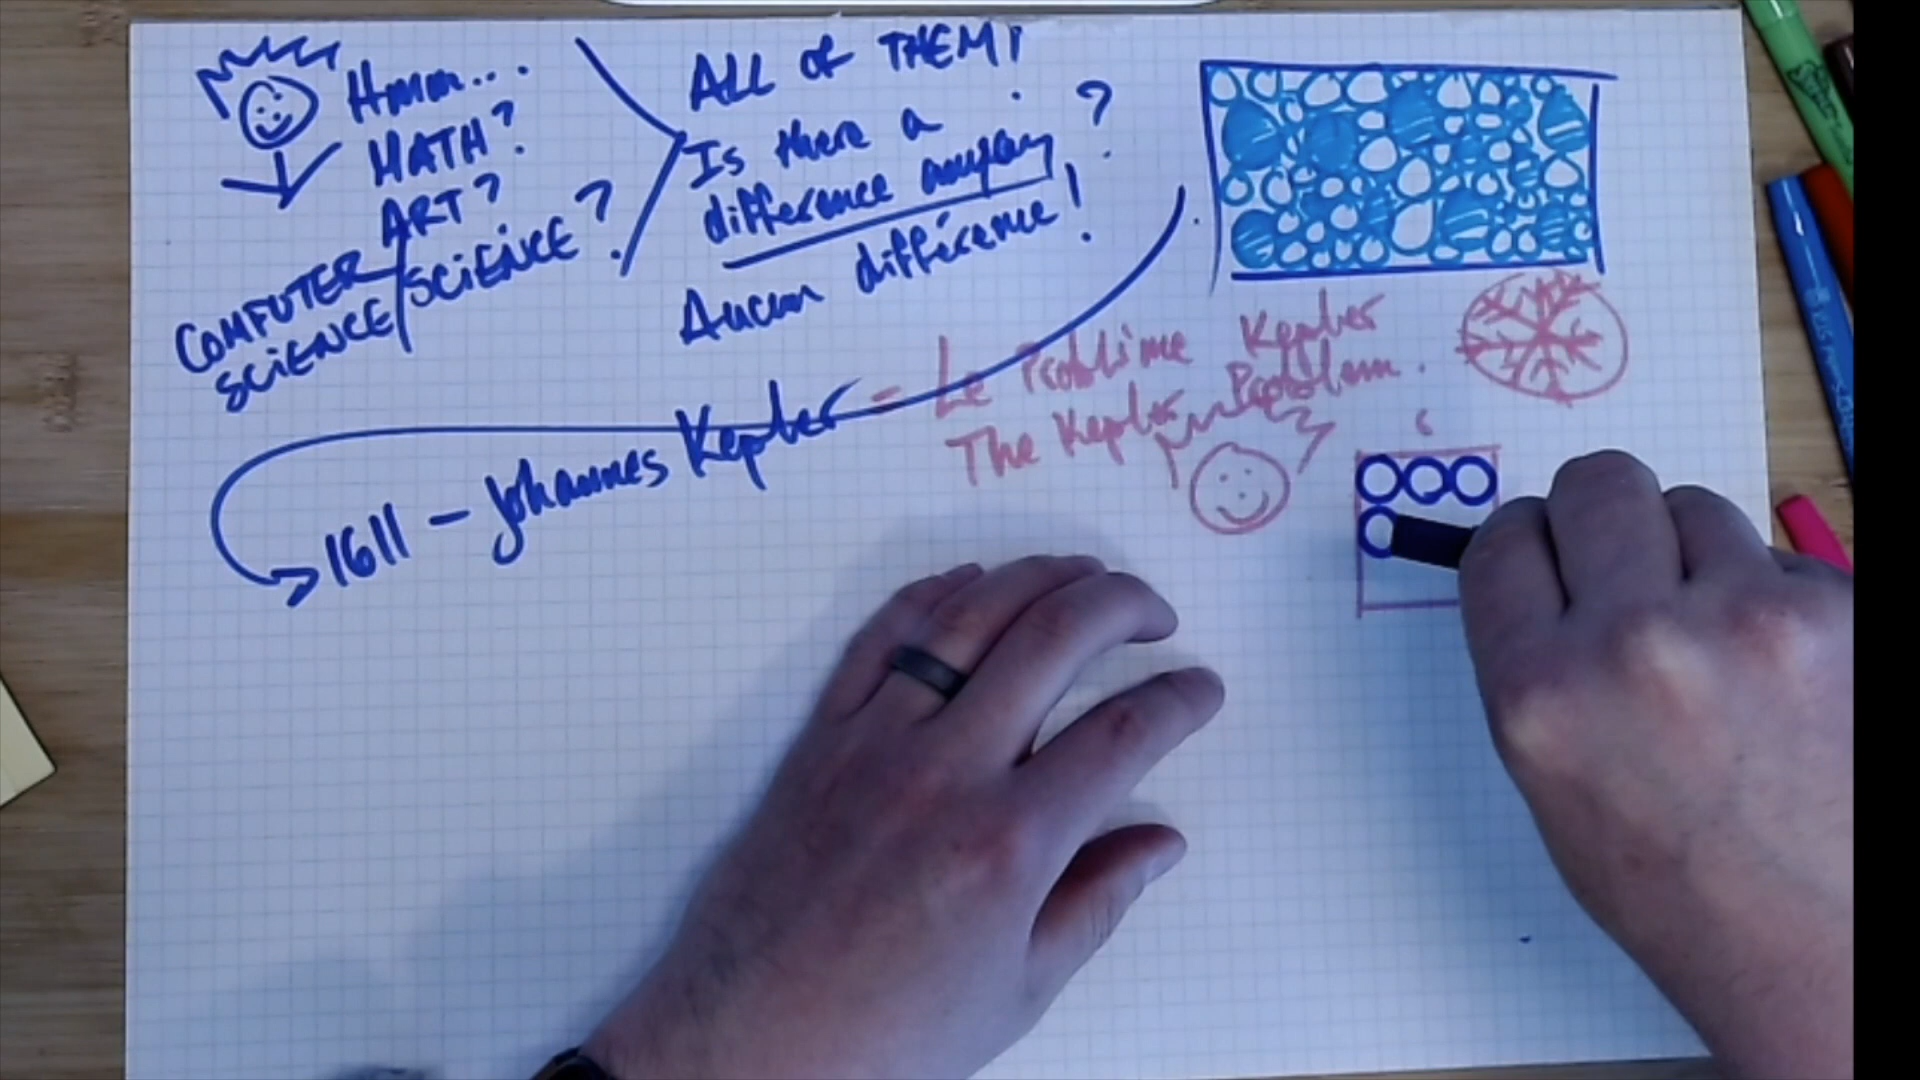 Hmm...
MATH?
ART?
COMPUTER
SCIENCE/SCIENCE?
ALL OF THEM!
Is there a
difference anyway?
Aucun différence!
1611 - Johannes Kepler = Le Problème Kepler
The Kepler Problem.